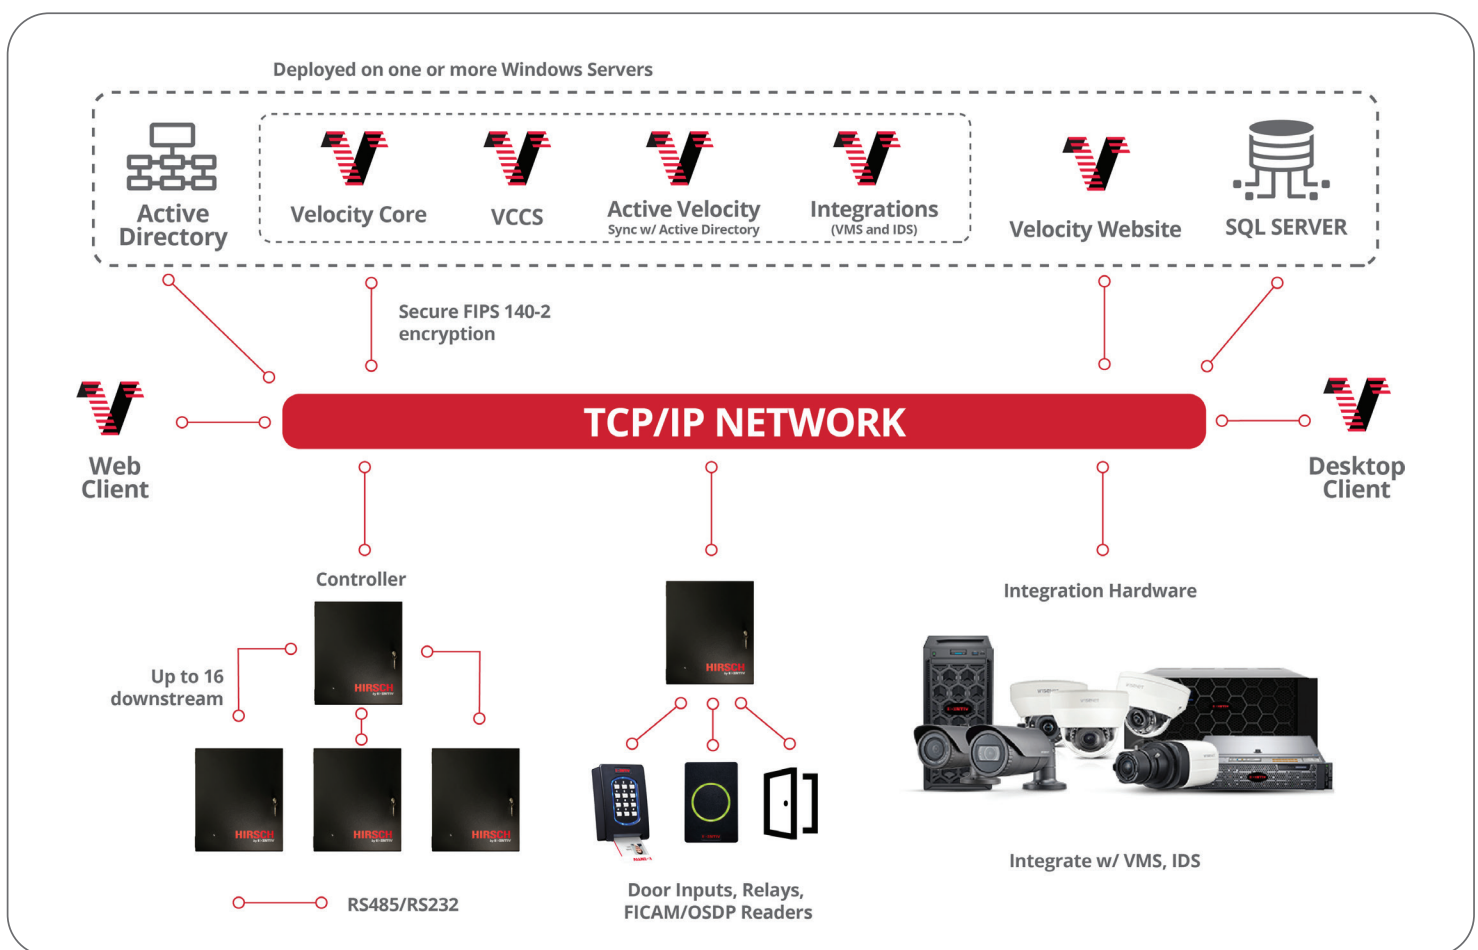 Deployed on one or more Windows Servers
Active
Directory
Velocity Core
VCCS
Active Velocity
Sync w/ Active Directory
Integrations
(VMS and IDS)
Velocity Website
SQL SERVER
Secure FIPS 140-2
encryption
TCP/IP NETWORK
Web
Client
Desktop
Client
Controller
HIRSCH
Up to 16
downstream
HIRSCH
HIRSCH
HIRSCH
RS485/RS232
HIRSCH
Door Inputs, Relays,
FICAM/OSDP Readers
Integration Hardware
Integrate w/ VMS, IDS